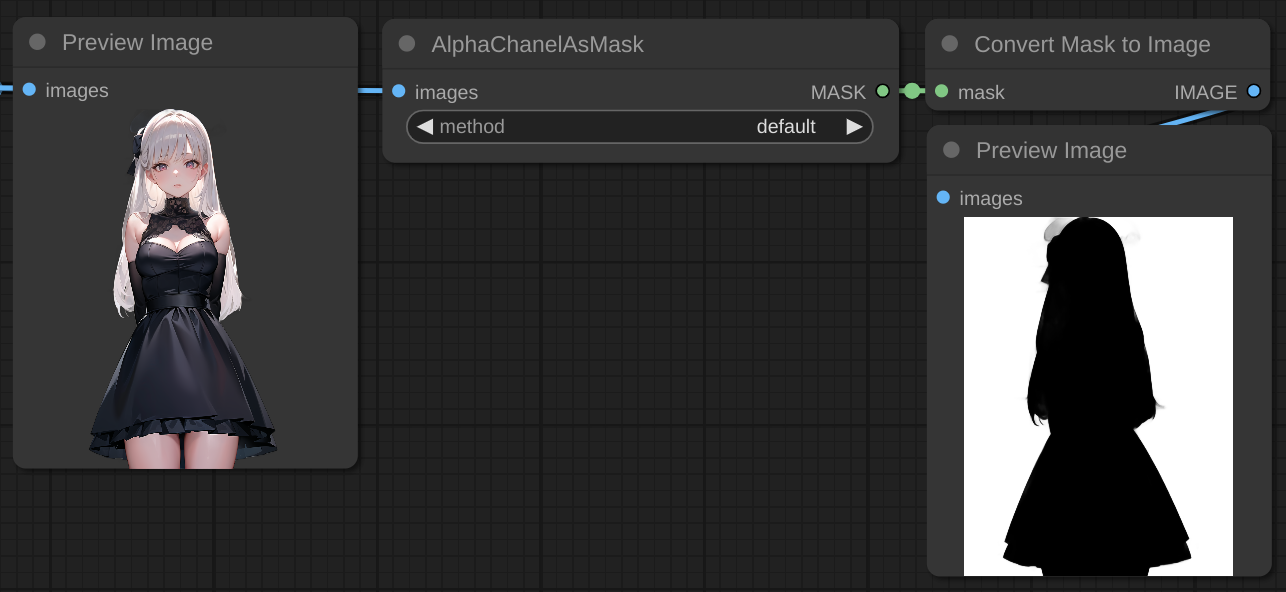 Preview Image
images
AlphaChanelAsMask
images MASK
method default
Convert Mask to Image
mask IMAGE
Preview Image
images